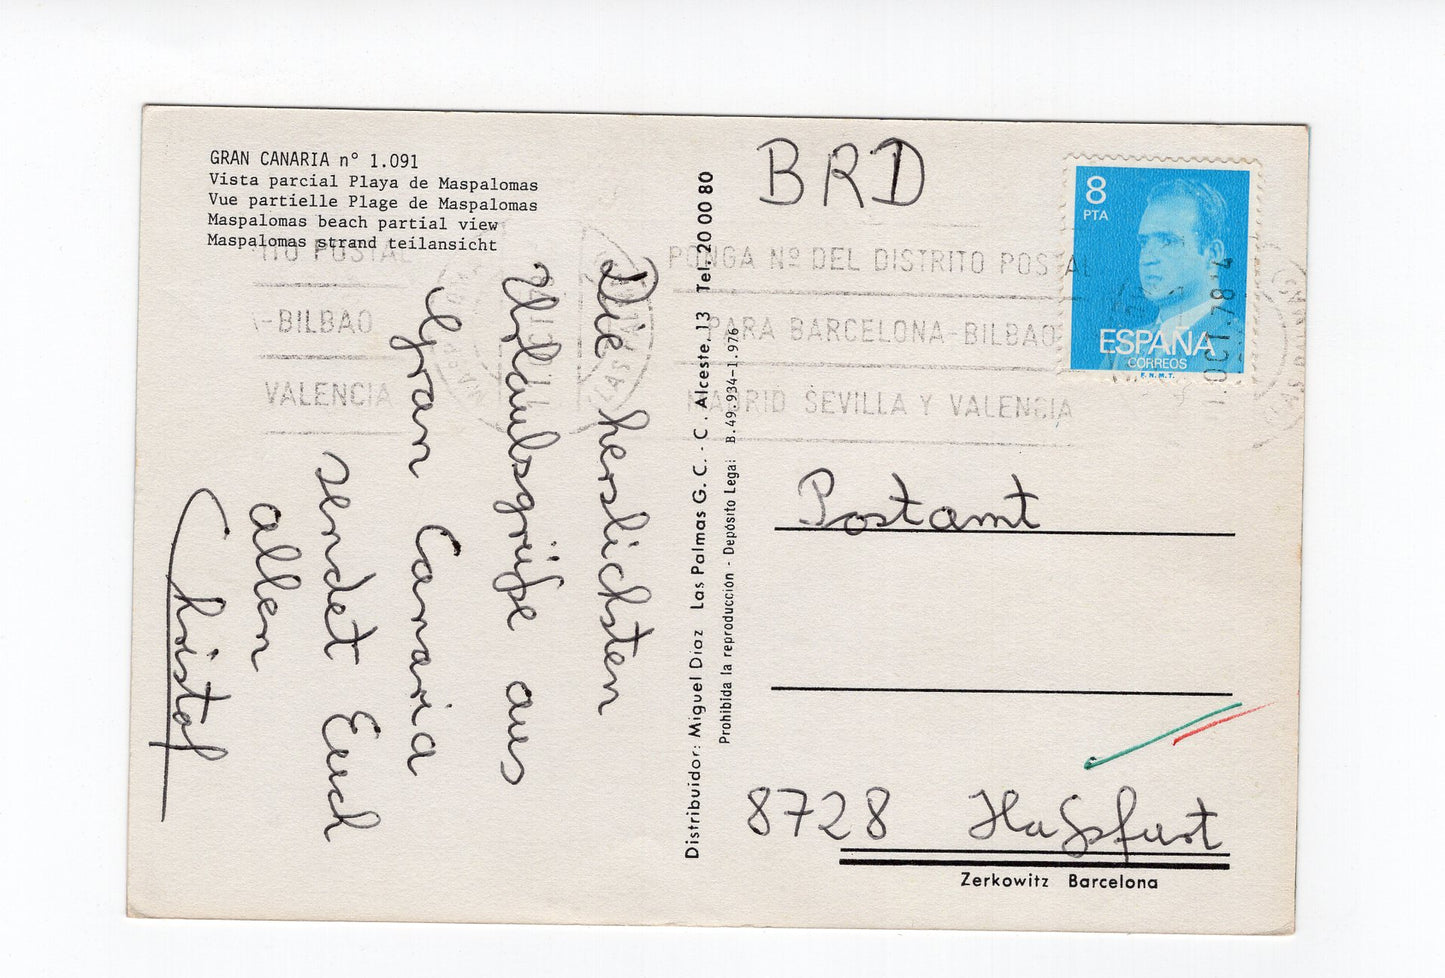 GRAN CANARIA nº 1.091
Vista parcial Playa de Maspalomas
Vue partielle Plage de Maspalomas
Maspalomas beach partial view
Maspalomas strand teilansicht
Die herzlichsten
Urlaubsgrüße aus
Gran Canaria
sendet Euch
allen
Christof
Distribuidor: Miguel Diaz Las Palmas G. C. - C. Alceste, 13 Tel. 20 00 80
Prohibida la reproducción - Depósito Legal: B. 49.934-1.976
BRD
8
PTA
ESPAÑA
CORREOS
F.N.M.T.
PONGA Nº DEL DISTRITO POSTAL
PARA BARCELONA-BILBAO
MADRID SEVILLA Y VALENCIA
POSTAL
-BILBAO
VALENCIA
OCT. 78
Postamt
8728 Haßfurt
Zerkowitz Barcelona